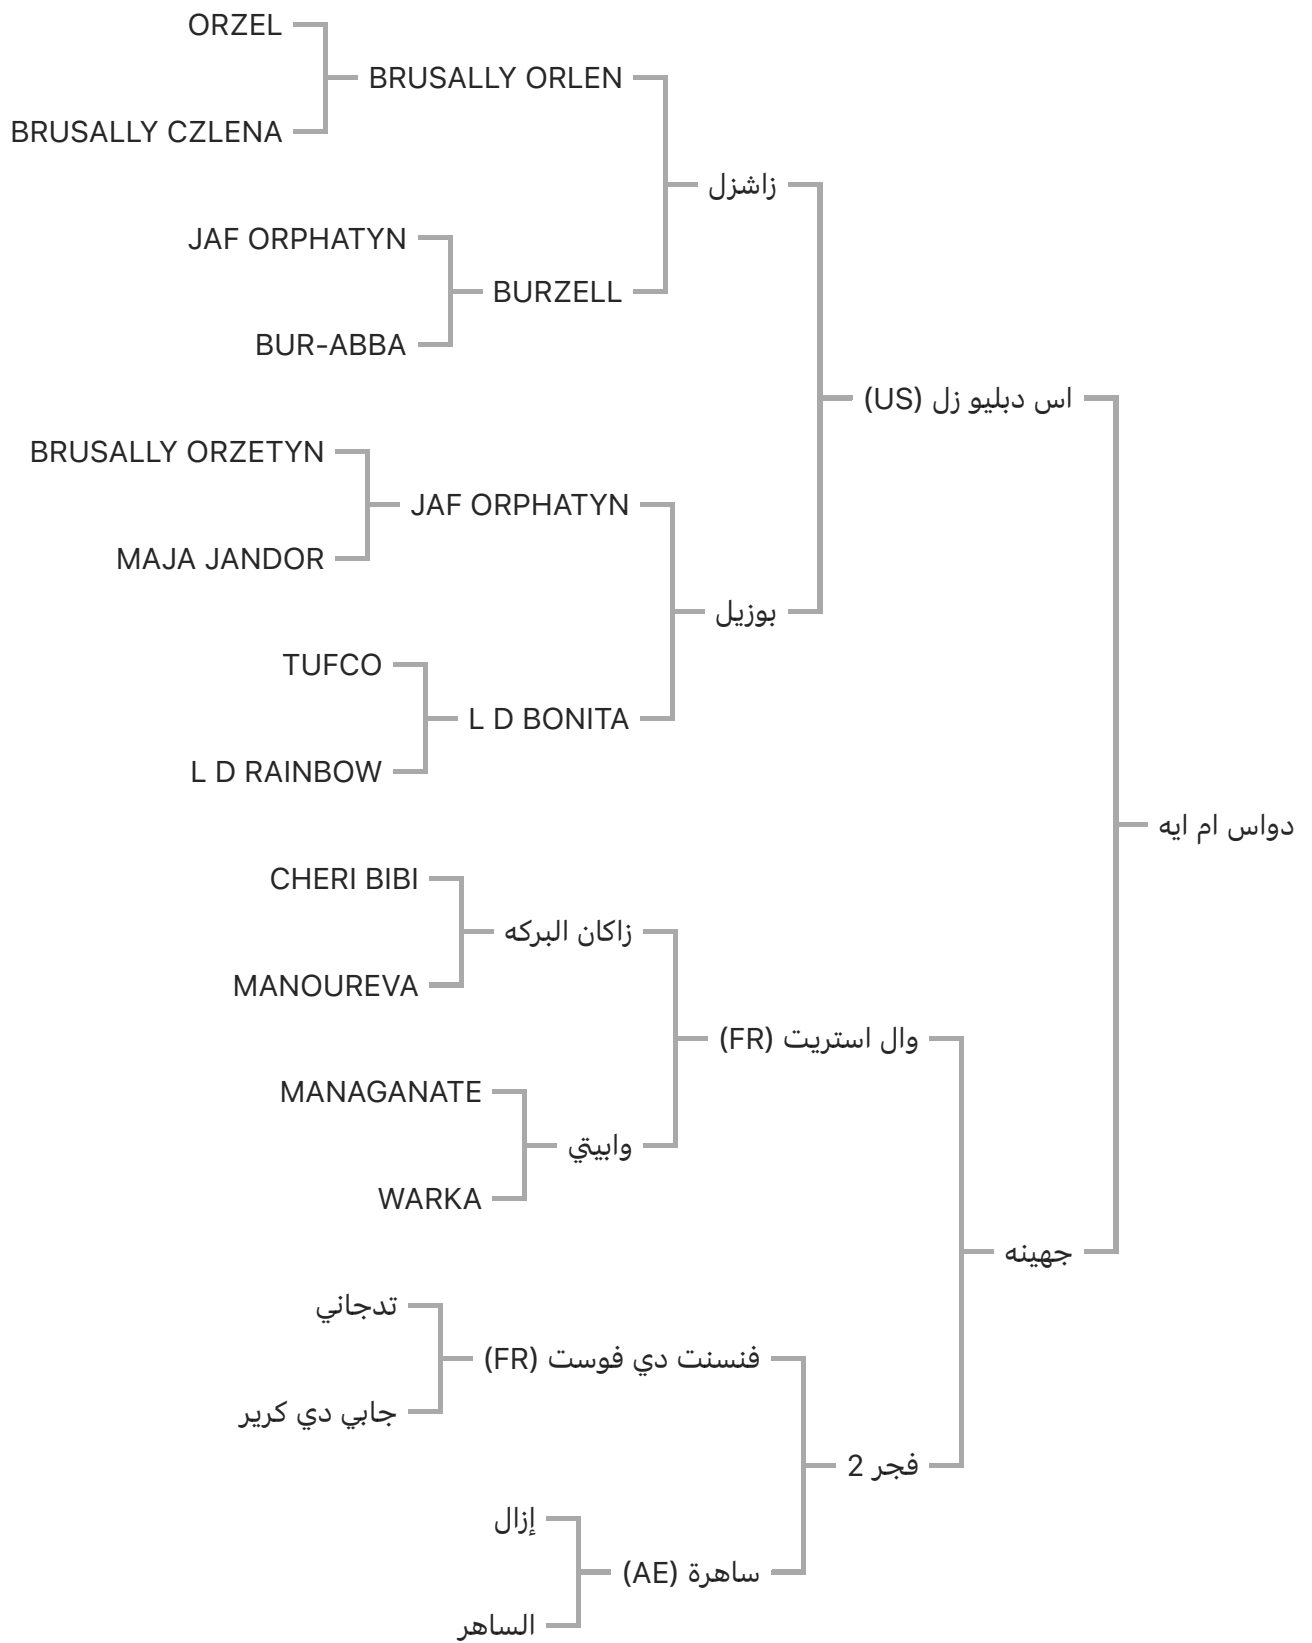 ORZEL
BRUSALLY ORLEN
BRUSALLY CZLENA
زاشزل
JAF ORPHATYN
BURZELL
BUR-ABBA
اس دبليو زل (US)
BRUSALLY ORZETYN
JAF ORPHATYN
MAJA JANDOR
بوزيل
TUFCO
L D BONITA
L D RAINBOW
دواس ام ايه
CHERI BIBI
زاكان البركه
MANOUREVA
وال استريت (FR)
MANAGANATE
وابيتي
WARKA
جهينه
تدجاني
فنسنت دي فوست (FR)
جابي دي كرير
فجر 2
إزال
ساهرة (AE)
الساهر